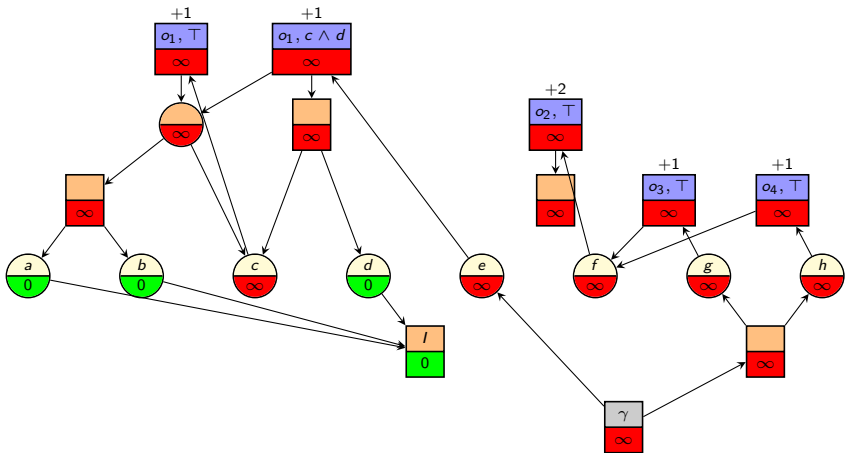 +1 +1
o₁, ⊤ o₁, c ∧ d
∞ ∞
+2
o₂, ⊤
∞ ∞ ∞
+1 +1
o₃, ⊤ o₄, ⊤
∞ ∞ ∞ ∞
a b c d e f g h
0 0 ∞ 0 ∞ ∞ ∞ ∞
I
0 ∞
γ
∞